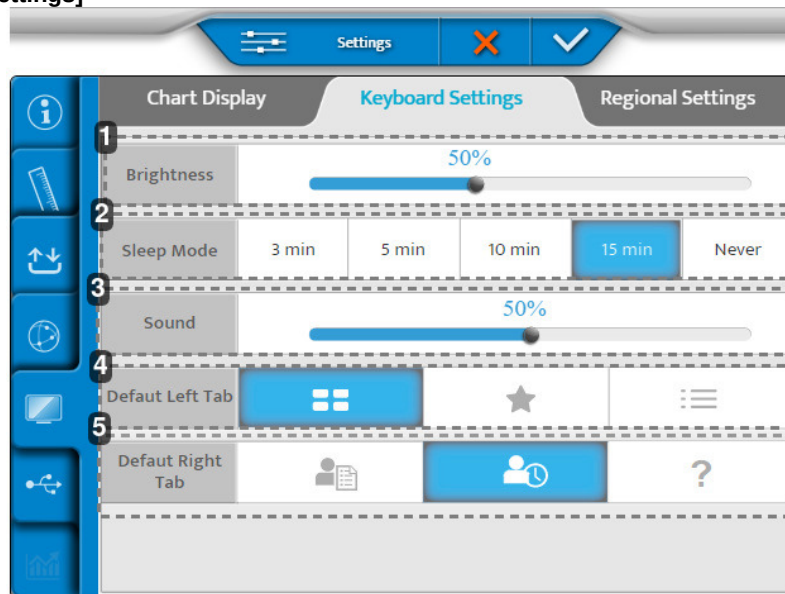 ettings]
Settings
Chart Display Keyboard Settings Regional Settings
1
50%
Brightness
2
Sleep Mode 3 min 5 min 10 min 15 min Never
3
50%
Sound
4
Defaut Left Tab
5
Defaut Right
Tab
?